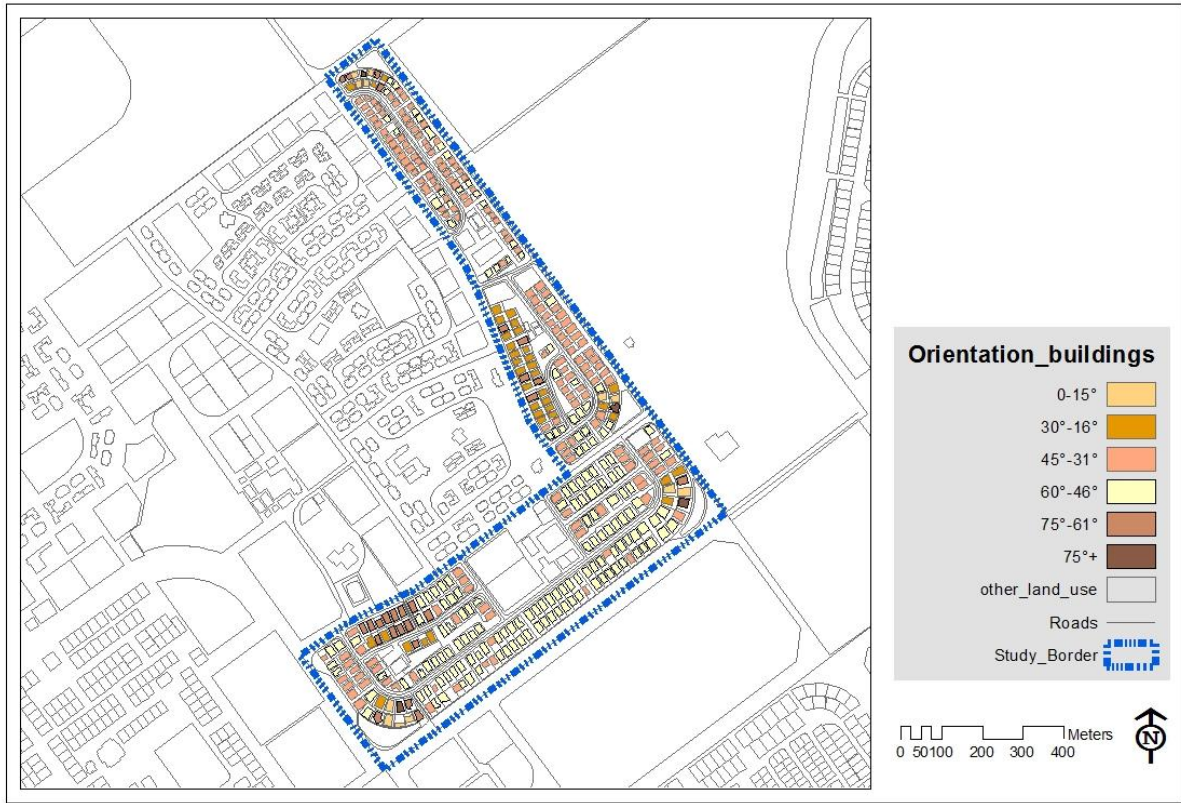 Orientation_buildings
0-15°
30°-16°
45°-31°
60°-46°
75°-61°
75°+
other_land_use
Roads
Study_Border
Meters
0 50100 200 300 400
N